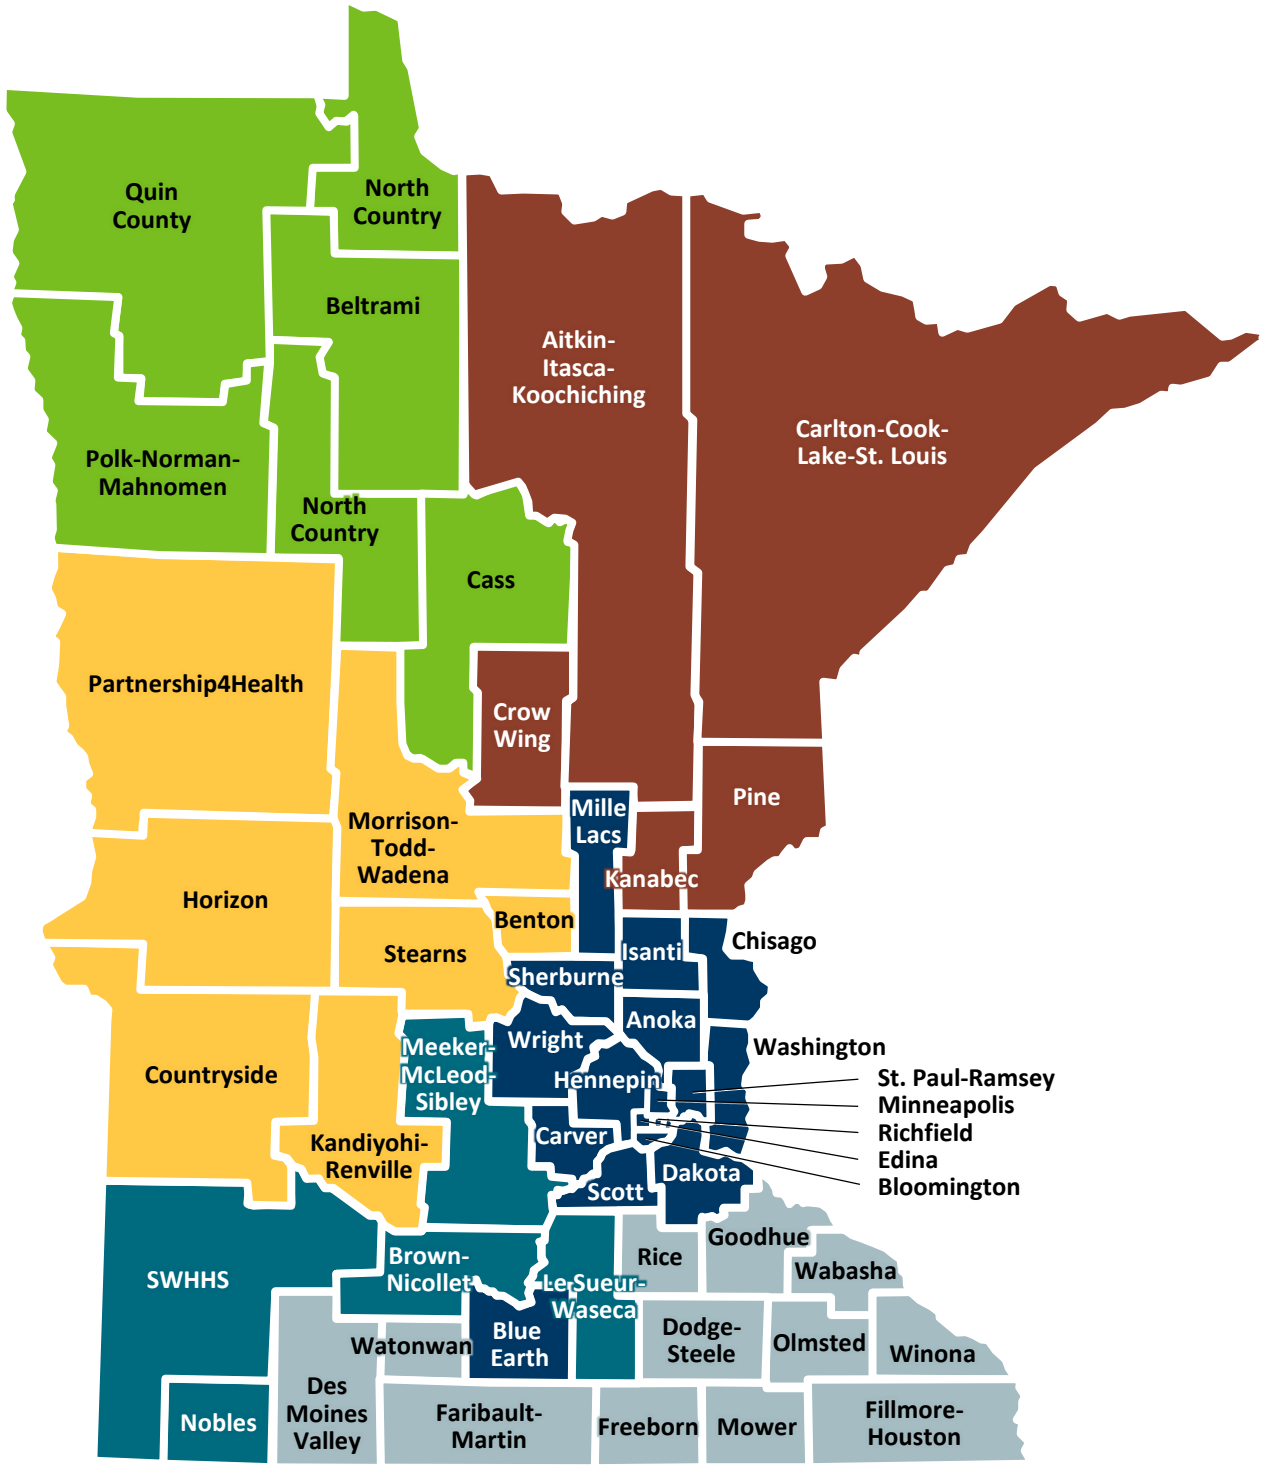 Quin
County
North
Country
Beltrami
Aitkin-
Itasca-
Koochiching
Carlton-Cook-
Lake-St. Louis
Polk-Norman-
Mahnomen
North
Country
Cass
Partnership4Health
Crow
Wing
Pine
Mille
Lacs
Morrison-
Todd-
Wadena
Kanabec
Horizon
Benton
Stearns
Isanti
Chisago
Sherburne
Anoka
Wright
Meeker-
McLeod-
Sibley
Washington
Countryside
Hennepin
St. Paul-Ramsey
Minneapolis
Richfield
Edina
Bloomington
Carver
Kandiyohi-
Renville
Dakota
Scott
Goodhue
Rice
Brown-
Nicollet
SWHHS
Wabasha
Le Sueur-
Waseca
Blue
Earth
Watonwan
Dodge-
Steele
Olmsted
Winona
Des
Moines
Valley
Nobles
Faribault-
Martin
Freeborn
Mower
Fillmore-
Houston